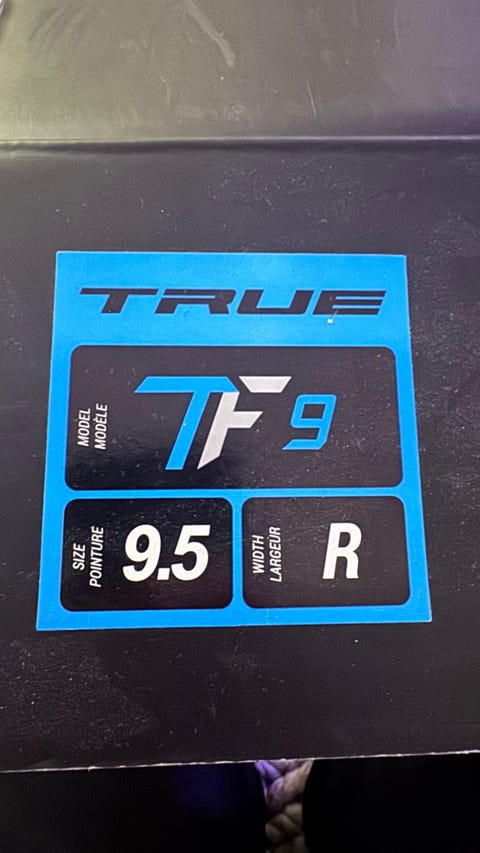 TRUE
MODEL
MODÈLE
TF9
SIZE
POINTURE
9.5
WIDTH
LARGEUR
R